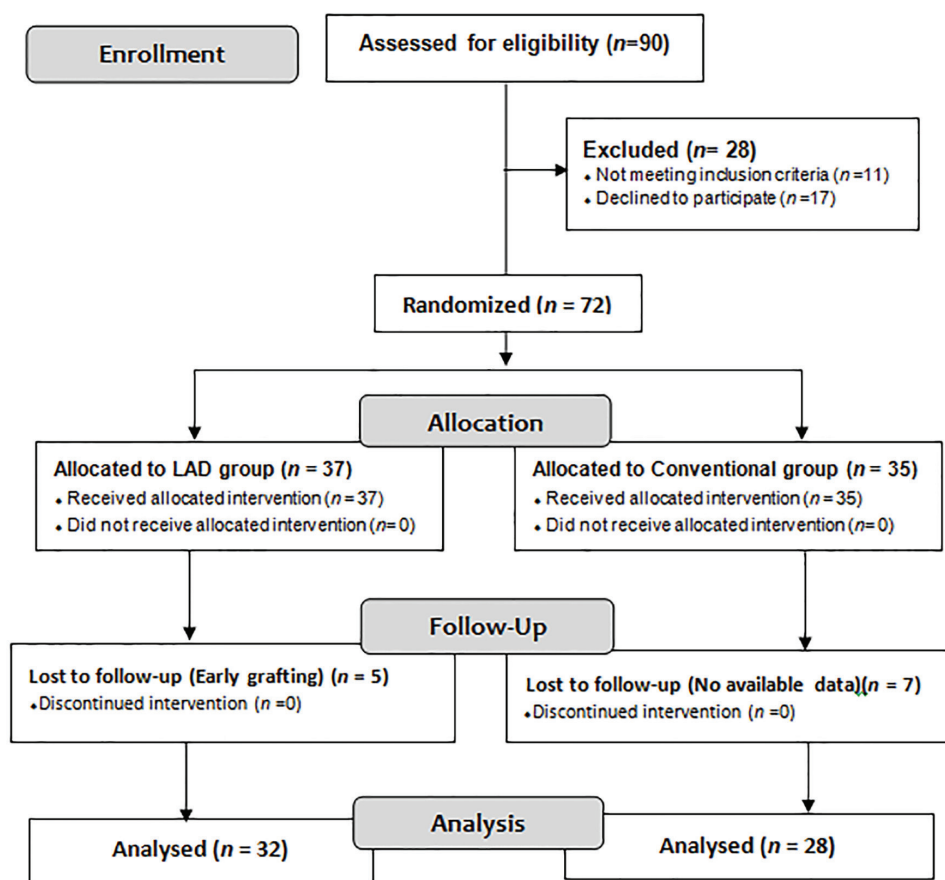 Enrollment
Assessed for eligibility (n=90)
Excluded (n= 28)
⬥ Not meeting inclusion criteria (n=11)
⬥ Declined to participate (n=17)
Randomized (n = 72)
Allocation
Allocated to LAD group (n = 37)
⬥ Received allocated intervention (n= 37)
⬥ Did not receive allocated intervention (n= 0)
Allocated to Conventional group (n = 35)
⬥ Received allocated intervention (n= 35)
⬥ Did not receive allocated intervention (n= 0)
Follow-Up
Lost to follow-up (Early grafting) (n = 5)
⬥Discontinued intervention (n =0)
Lost to follow-up (No available data)(n = 7)
⬥Discontinued intervention (n =0)
Analysis
Analysed (n = 32)
Analysed (n = 28)